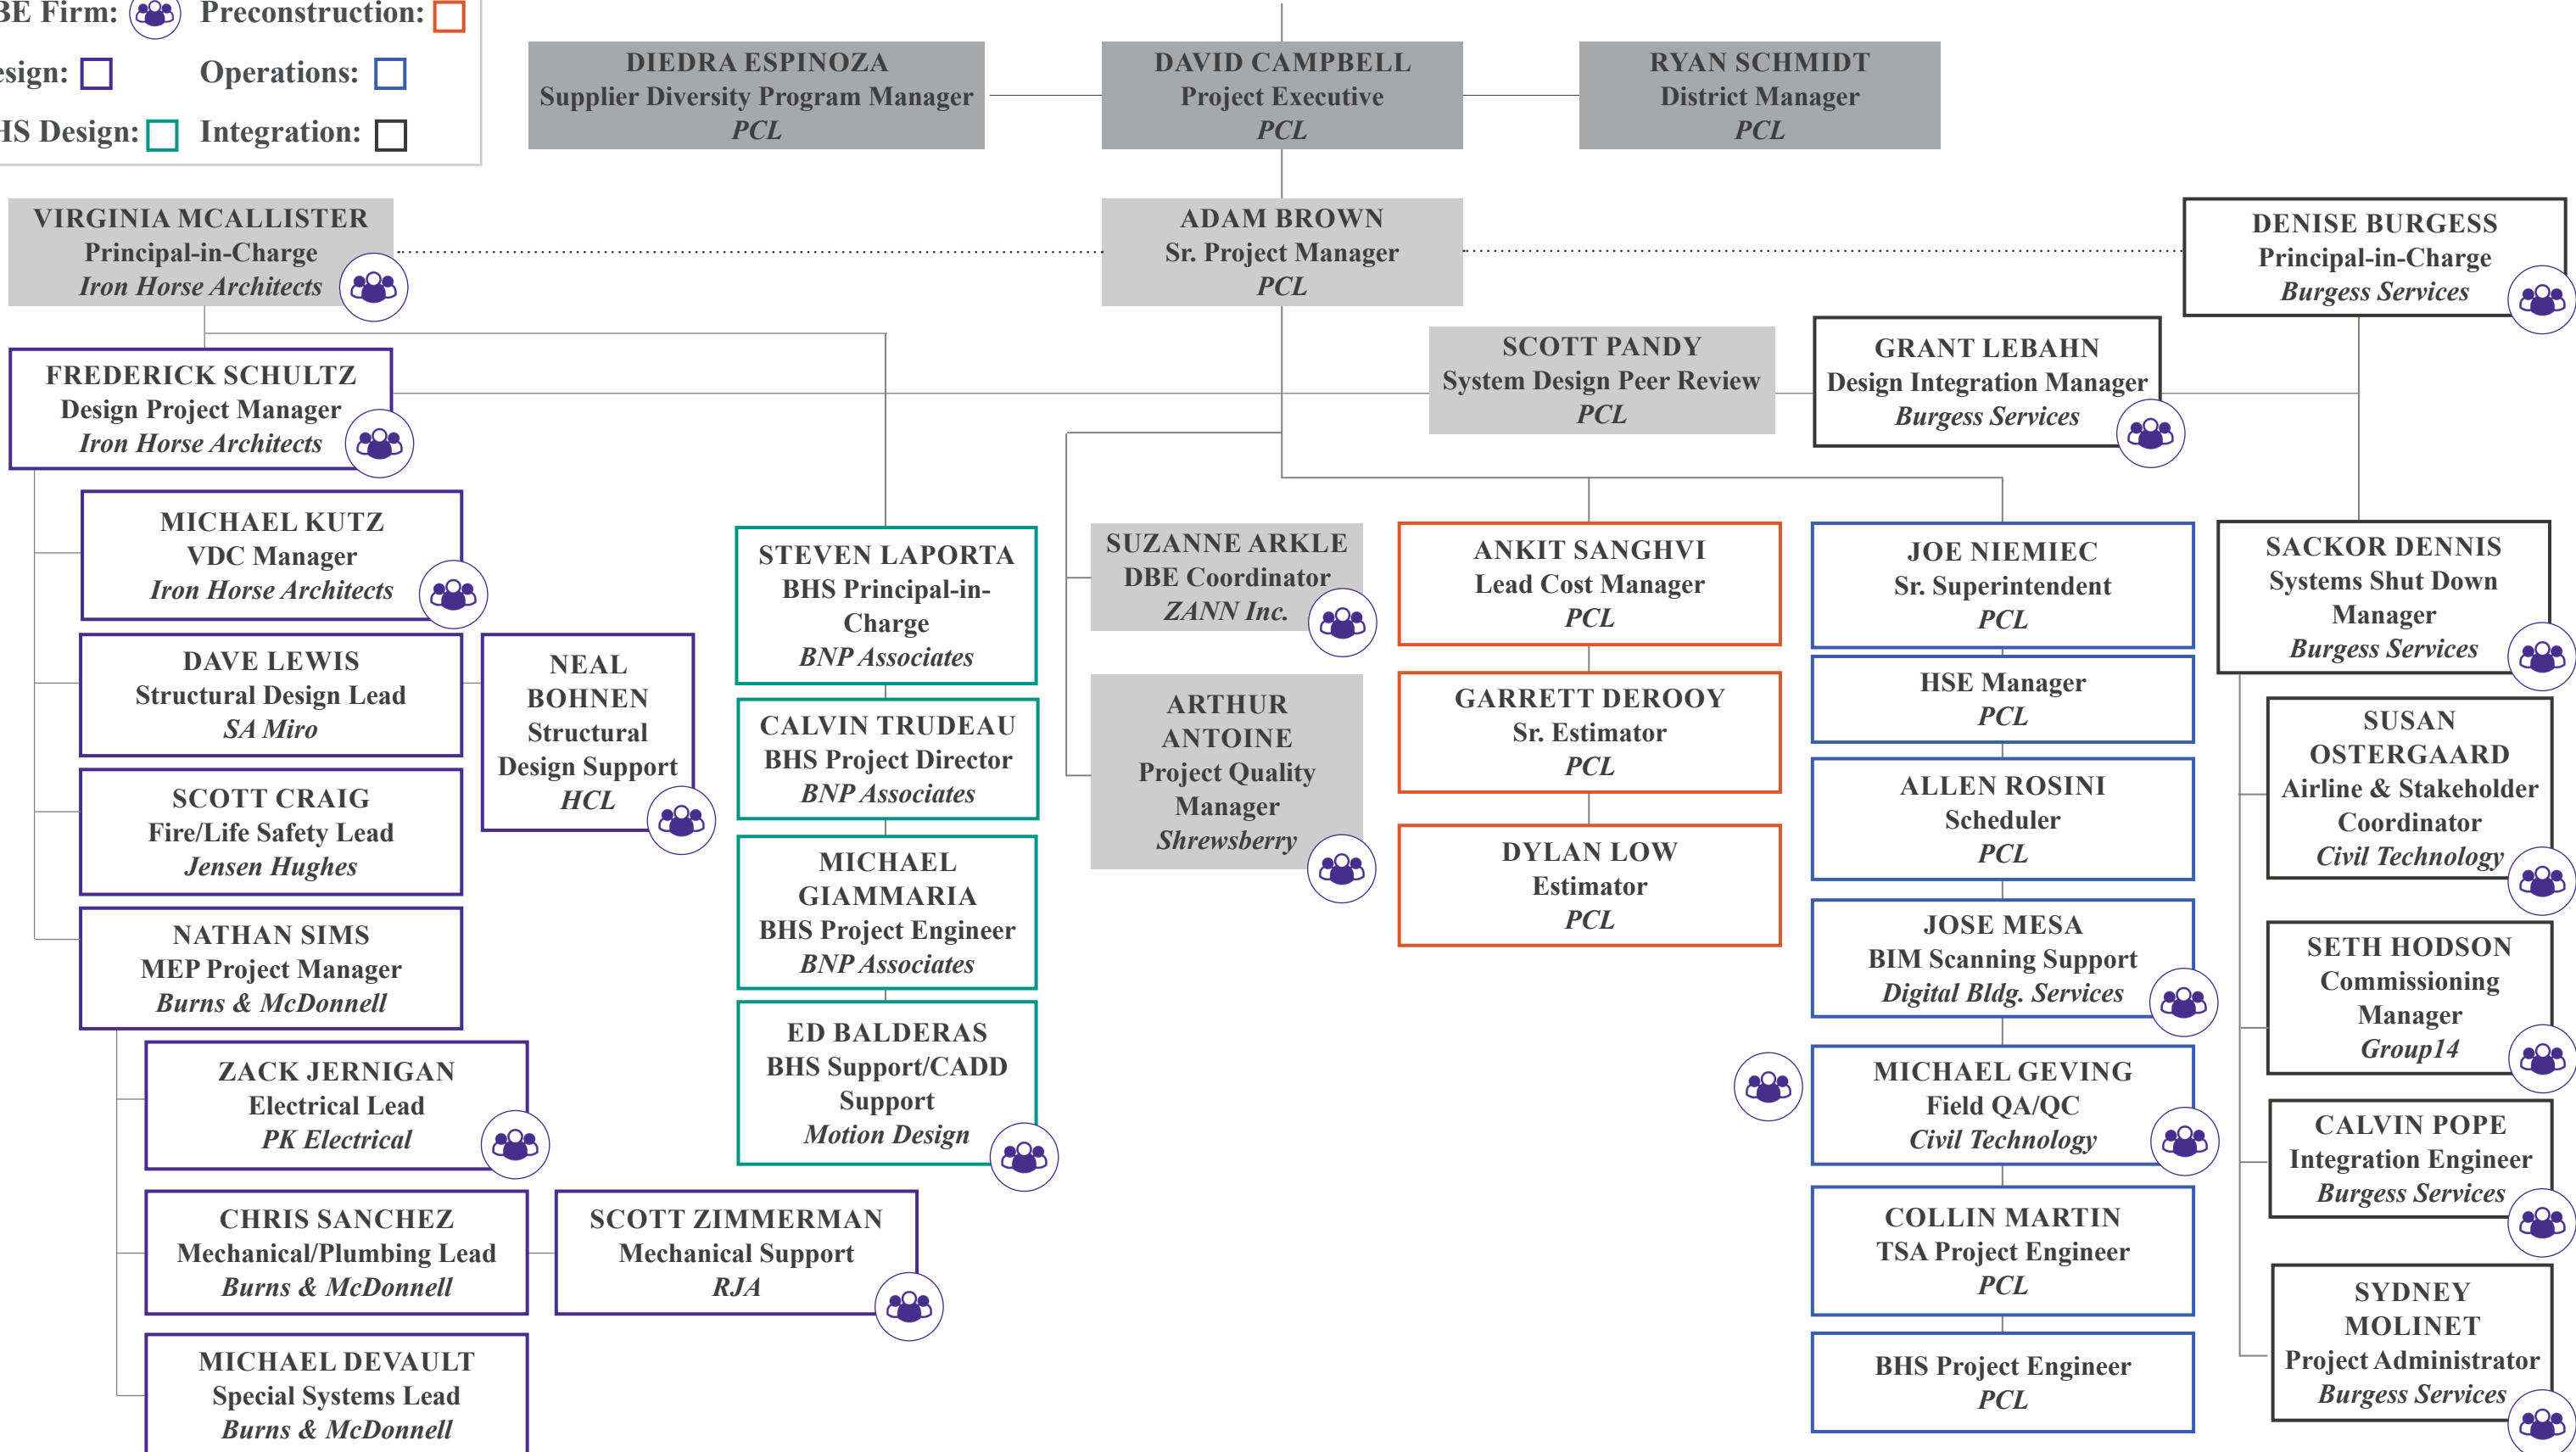 BE Firm: Preconstruction:
esign: Operations:
HS Design: Integration:
DIEDRA ESPINOZA
Supplier Diversity Program Manager
PCL
DAVID CAMPBELL
Project Executive
PCL
RYAN SCHMIDT
District Manager
PCL
VIRGINIA MCALLISTER
Principal-in-Charge
Iron Horse Architects
ADAM BROWN
Sr. Project Manager
PCL
DENISE BURGESS
Principal-in-Charge
Burgess Services
FREDERICK SCHULTZ
Design Project Manager
Iron Horse Architects
SCOTT PANDY
System Design Peer Review
PCL
GRANT LEBAHN
Design Integration Manager
Burgess Services
MICHAEL KUTZ
VDC Manager
Iron Horse Architects
DAVE LEWIS
Structural Design Lead
SA Miro
NEAL
BOHNEN
Structural
Design Support
HCL
SCOTT CRAIG
Fire/Life Safety Lead
Jensen Hughes
NATHAN SIMS
MEP Project Manager
Burns & McDonnell
ZACK JERNIGAN
Electrical Lead
PK Electrical
CHRIS SANCHEZ
Mechanical/Plumbing Lead
Burns & McDonnell
SCOTT ZIMMERMAN
Mechanical Support
RJA
MICHAEL DEVAULT
Special Systems Lead
Burns & McDonnell
STEVEN LAPORTA
BHS Principal-in-
Charge
BNP Associates
CALVIN TRUDEAU
BHS Project Director
BNP Associates
MICHAEL
GIAMMARIA
BHS Project Engineer
BNP Associates
ED BALDERAS
BHS Support/CADD
Support
Motion Design
SUZANNE ARKLE
DBE Coordinator
ZANN Inc.
ARTHUR
ANTOINE
Project Quality
Manager
Shrewsberry
ANKIT SANGHVI
Lead Cost Manager
PCL
GARRETT DEROOY
Sr. Estimator
PCL
DYLAN LOW
Estimator
PCL
JOE NIEMIEC
Sr. Superintendent
PCL
HSE Manager
PCL
ALLEN ROSINI
Scheduler
PCL
JOSE MESA
BIM Scanning Support
Digital Bldg. Services
MICHAEL GEVING
Field QA/QC
Civil Technology
COLLIN MARTIN
TSA Project Engineer
PCL
BHS Project Engineer
PCL
SACKOR DENNIS
Systems Shut Down
Manager
Burgess Services
SUSAN
OSTERGAARD
Airline & Stakeholder
Coordinator
Civil Technology
SETH HODSON
Commissioning
Manager
Group14
CALVIN POPE
Integration Engineer
Burgess Services
SYDNEY
MOLINET
Project Administrator
Burgess Services